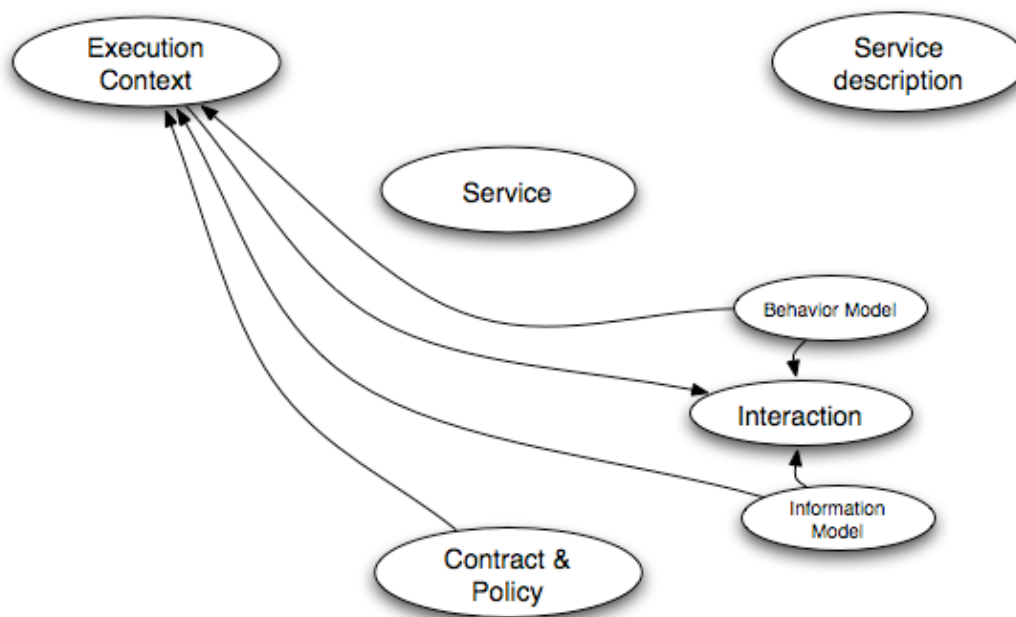 Execution
Context
Service
description
Service
Behavior Model
Interaction
Information
Model
Contract &
Policy